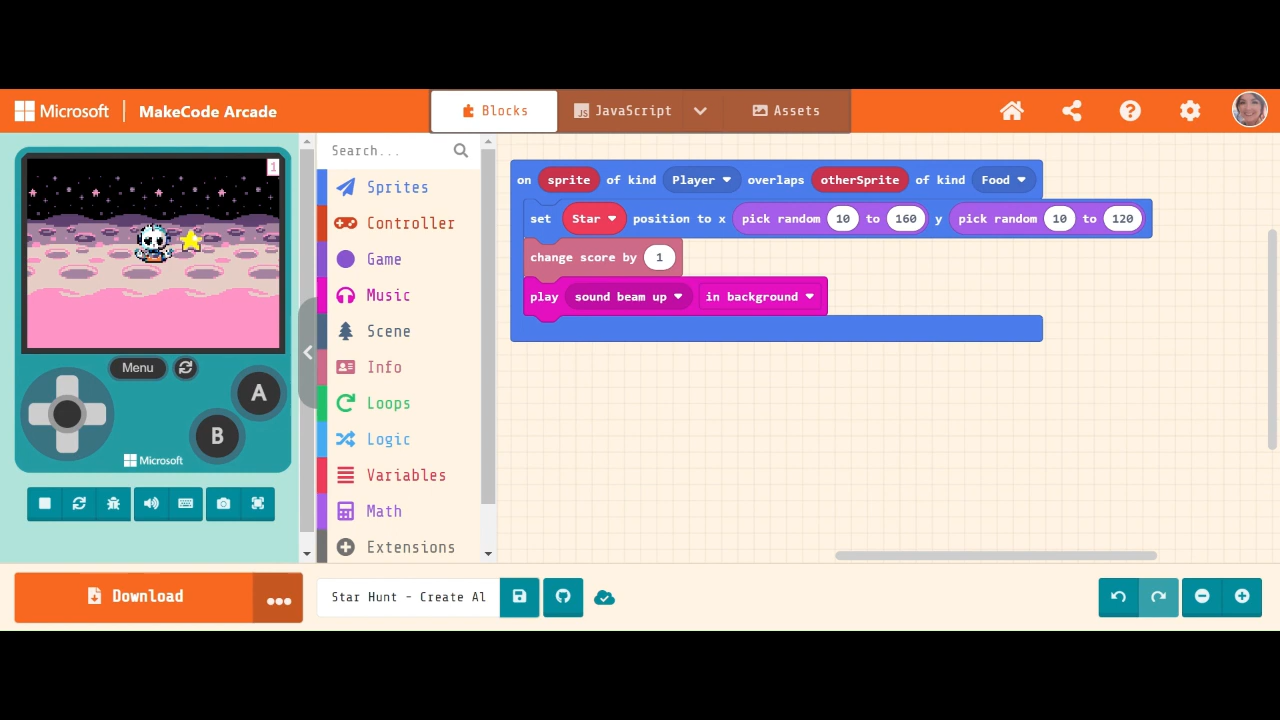 Microsoft | MakeCode Arcade
Blocks
JS JavaScript
Assets
1
Menu
A
B
Microsoft
Search...
Sprites
Controller
Game
Music
Scene
Info
Loops
Logic
Variables
Math
Extensions
on sprite of kind Player overlaps otherSprite of kind Food
set Star position to x pick random 10 to 160 y pick random 10 to 120
change score by 1
play sound beam up in background
Download
Star Hunt - Create Al